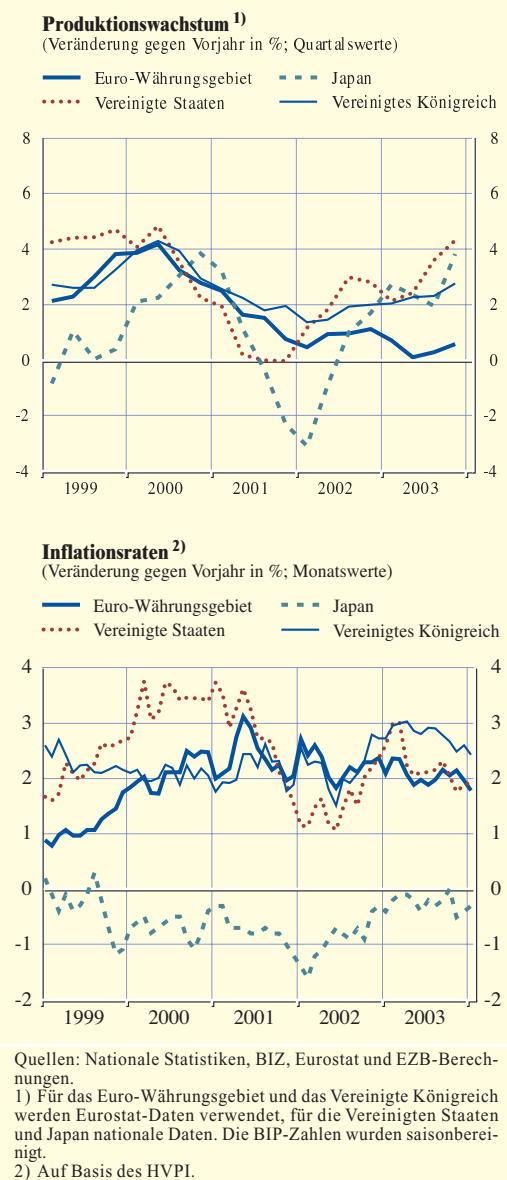 Produktionswachstum 1)
(Veränderung gegen Vorjahr in %; Quartalswerte)
Euro-Währungsgebiet Japan
Vereinigte Staaten Vereinigtes Königreich
8 8
6 6
4 4
2 2
0 0
-2 -2
-4 -4
1999 2000 2001 2002 2003
Inflationsraten 2)
(Veränderung gegen Vorjahr in %; Monatswerte)
Euro-Währungsgebiet Japan
Vereinigte Staaten Vereinigtes Königreich
4 4
3 3
2 2
1 1
0 0
-1 -1
-2 -2
1999 2000 2001 2002 2003
Quellen: Nationale Statistiken, BIZ, Eurostat und EZB-Berech-
nungen.
1) Für das Euro-Währungsgebiet und das Vereinigte Königreich
werden Eurostat-Daten verwendet, für die Vereinigten Staaten
und Japan nationale Daten. Die BIP-Zahlen wurden saisonberei-
nigt.
2) Auf Basis des HVPI.